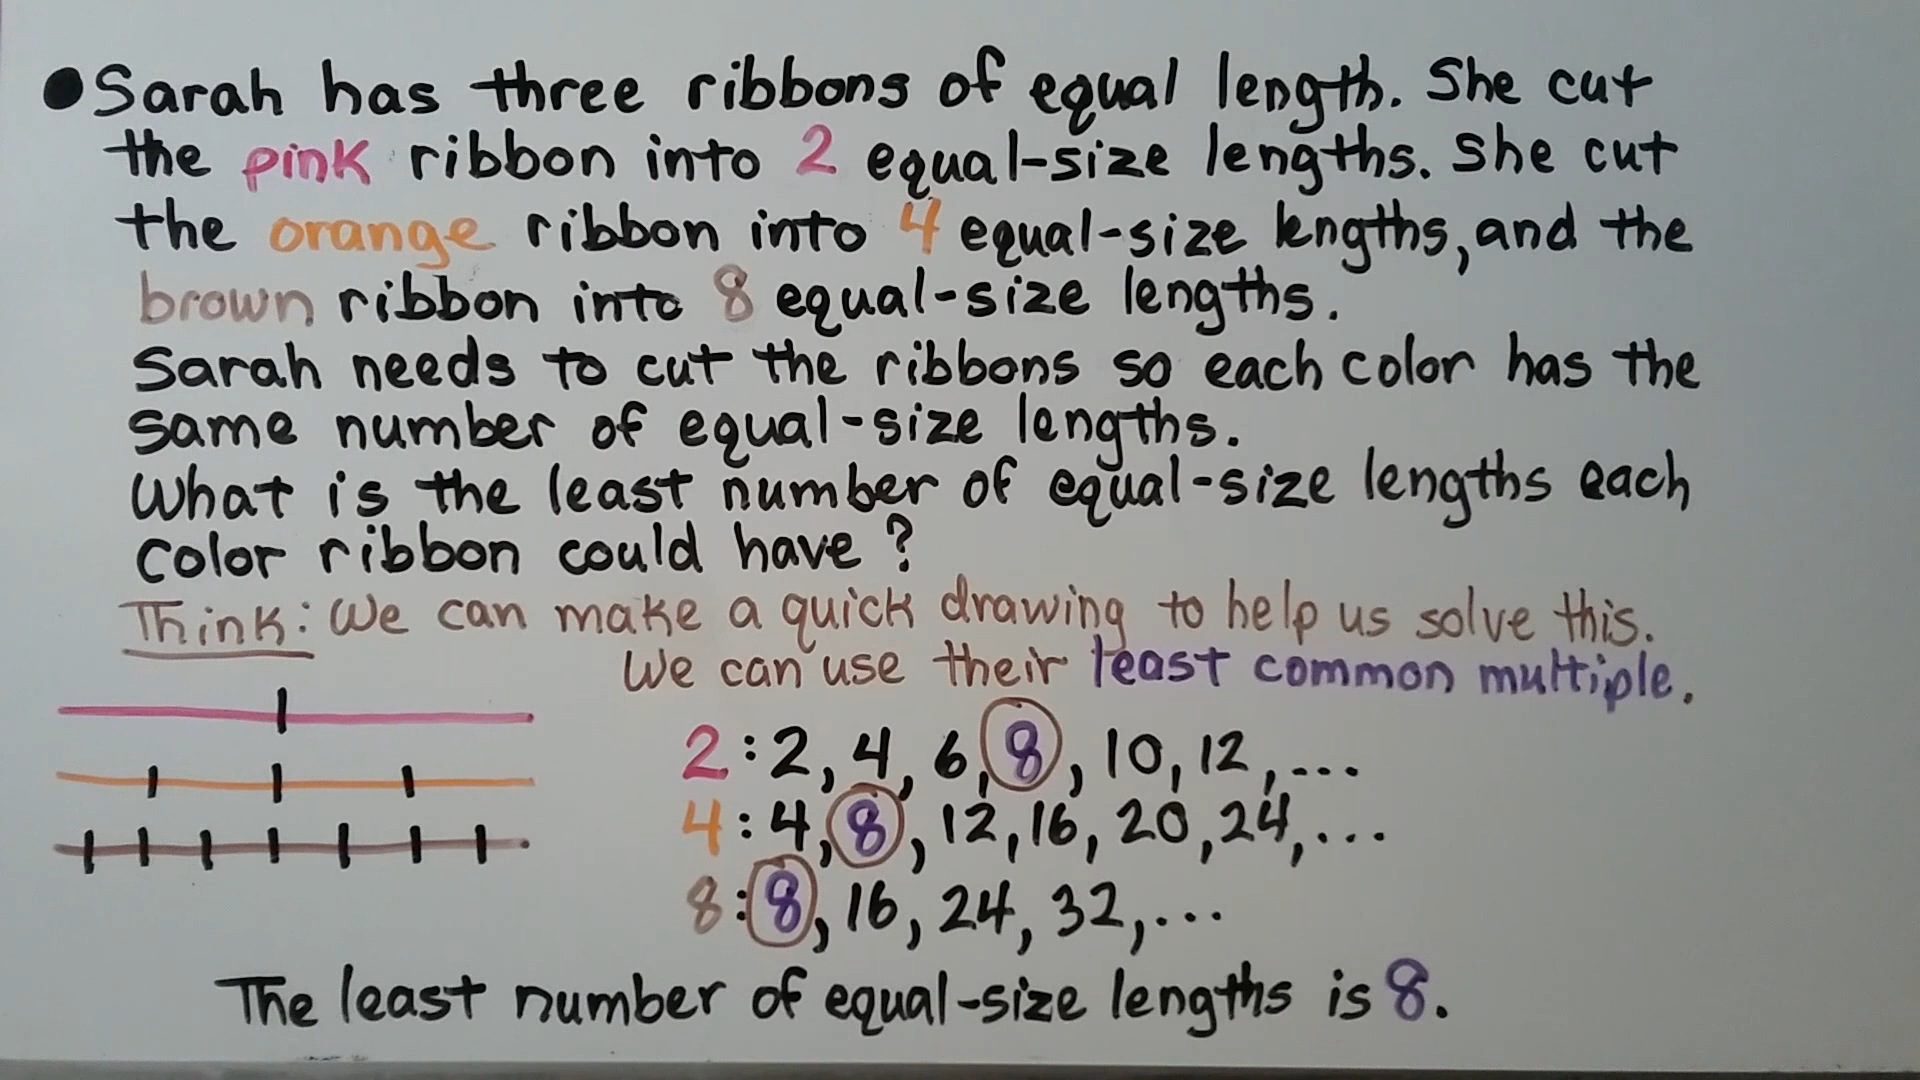 Sarah has three ribbons of equal length. She cut
the pink ribbon into 2 equal-size lengths. She cut
the orange ribbon into 4 equal-size lengths, and the
brown ribbon into 8 equal-size lengths.
Sarah needs to cut the ribbons so each color has the
same number of equal-size lengths.
What is the least number of equal-size lengths each
color ribbon could have?
Think: We can make a quick drawing to help us solve this.
We can use their least common multiple.
2: 2, 4, 6, 8, 10, 12, ...
4: 4, 8, 12, 16, 20, 24, ...
8: 8, 16, 24, 32, ...
The least number of equal-size lengths is 8.